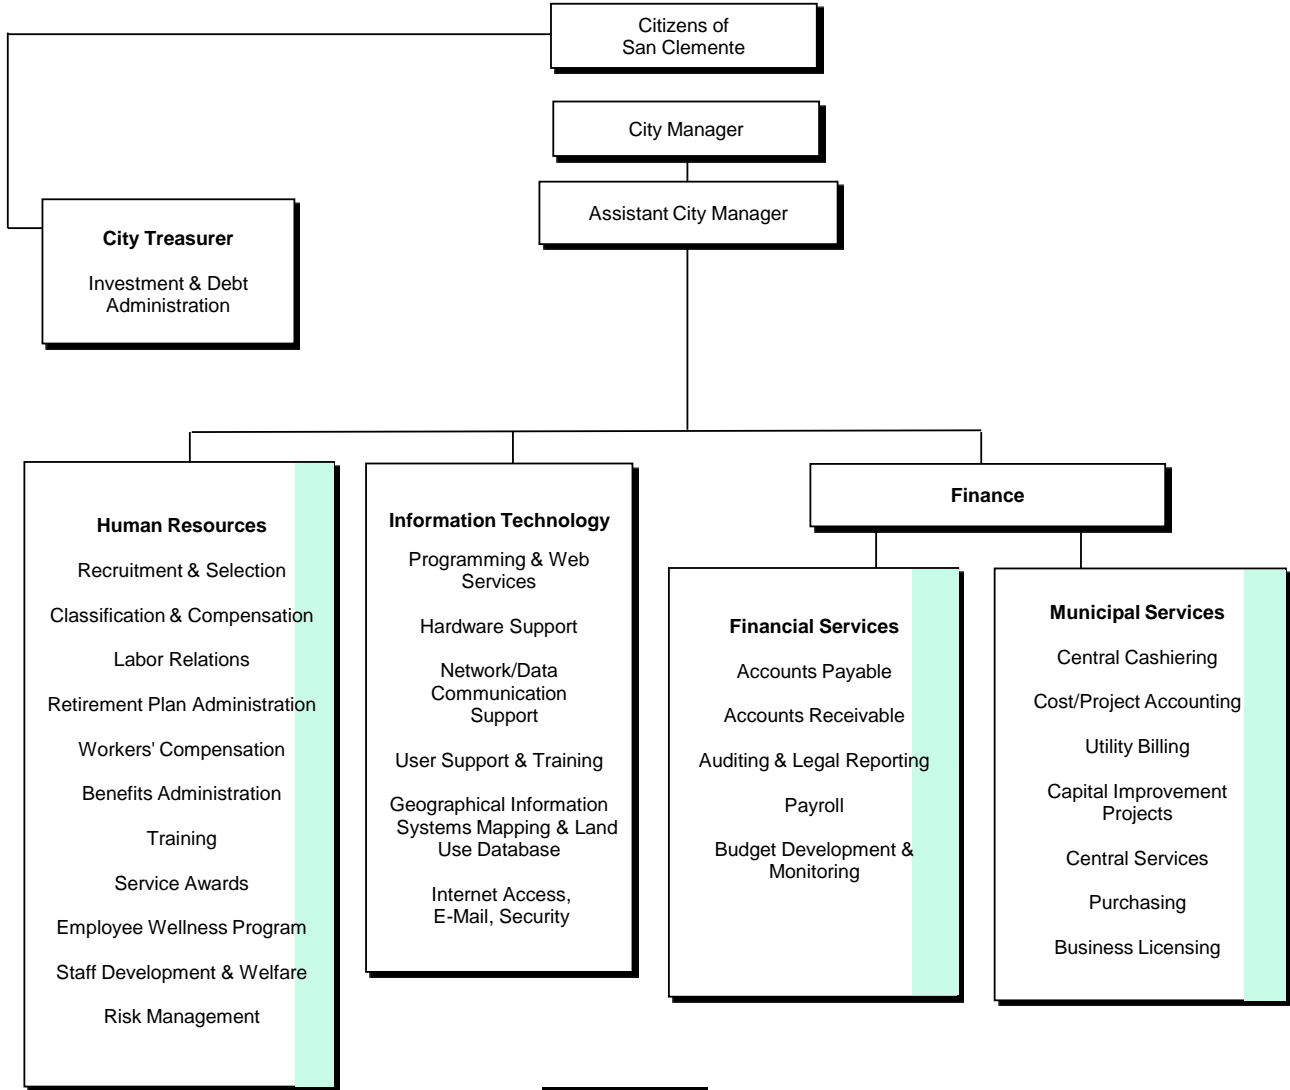 Citizens of
San Clemente
City Manager
Assistant City Manager
City Treasurer
Investment & Debt
Administration
Human Resources
Recruitment & Selection
Classification & Compensation
Labor Relations
Retirement Plan Administration
Workers' Compensation
Benefits Administration
Training
Service Awards
Employee Wellness Program
Staff Development & Welfare
Risk Management
Information Technology
Programming & Web
Services
Hardware Support
Network/Data
Communication
Support
User Support & Training
Geographical Information
Systems Mapping & Land
Use Database
Internet Access,
E-Mail, Security
Finance
Financial Services
Accounts Payable
Accounts Receivable
Auditing & Legal Reporting
Payroll
Budget Development &
Monitoring
Municipal Services
Central Cashiering
Cost/Project Accounting
Utility Billing
Capital Improvement
Projects
Central Services
Purchasing
Business Licensing